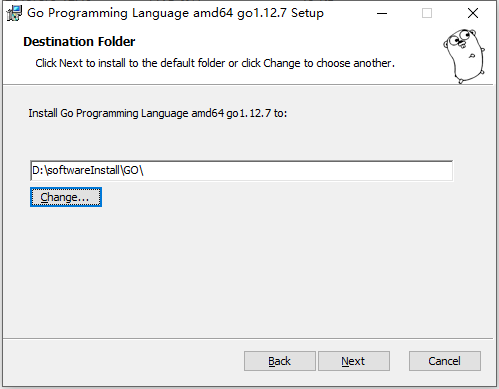 Go Programming Language amd64 go1.12.7 Setup
Destination Folder
Click Next to install to the default folder or click Change to choose another.
Install Go Programming Language amd64 go1.12.7 to:
D:\softwareInstall\GO\
Change...
Back
Next
Cancel